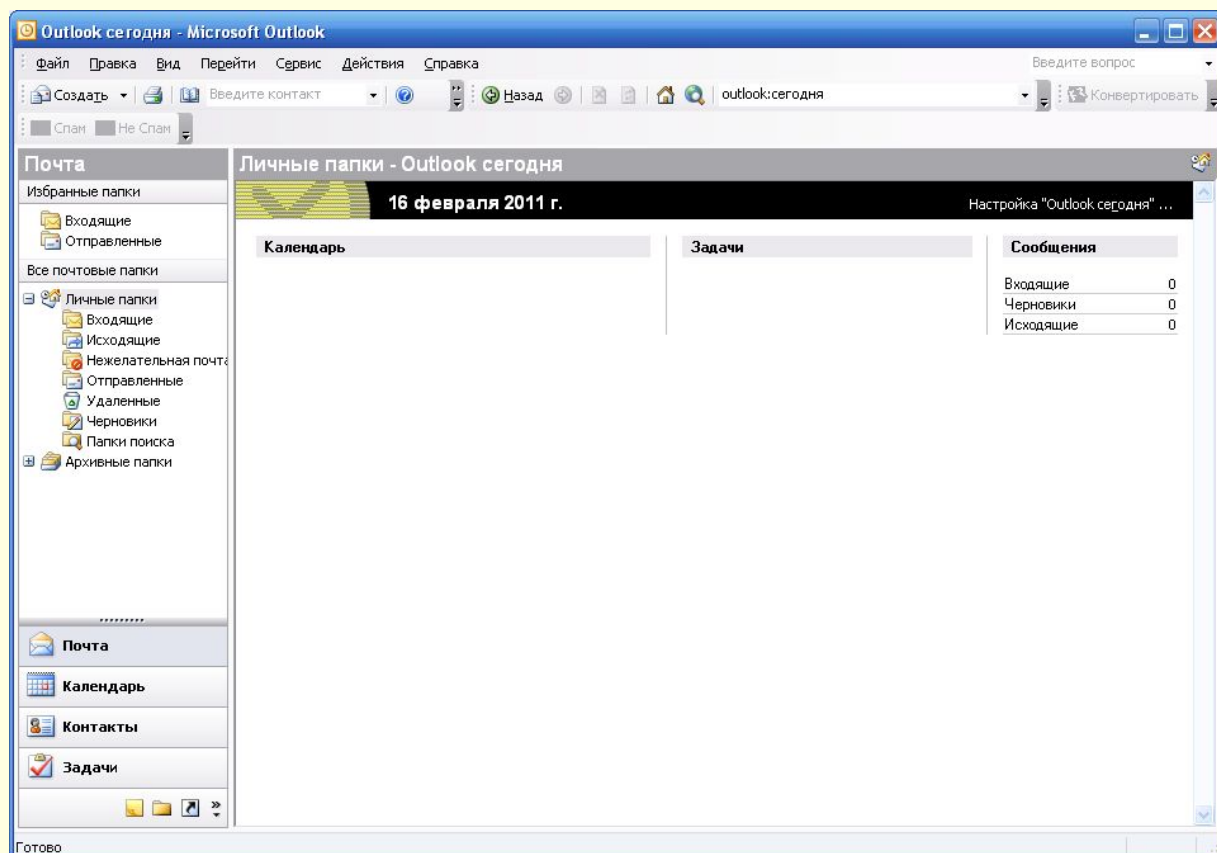 Outlook сегодня - Microsoft Outlook
Файл Правка Вид Перейти Сервис Действия Справка Введите вопрос
Создать Введите контакт Назад outlook:сегодня Конвертировать
Спам Не Спам
Почта
Избранные папки
Входящие
Отправленные
Все почтовые папки
Личные папки
Входящие
Исходящие
Нежелательная почта
Отправленные
Удаленные
Черновики
Папки поиска
Архивные папки
Почта
Календарь
Контакты
Задачи
Личные папки - Outlook сегодня
16 февраля 2011 г. Настройка "Outlook сегодня" ...
Календарь Задачи Сообщения
Входящие 0
Черновики 0
Исходящие 0
Готово